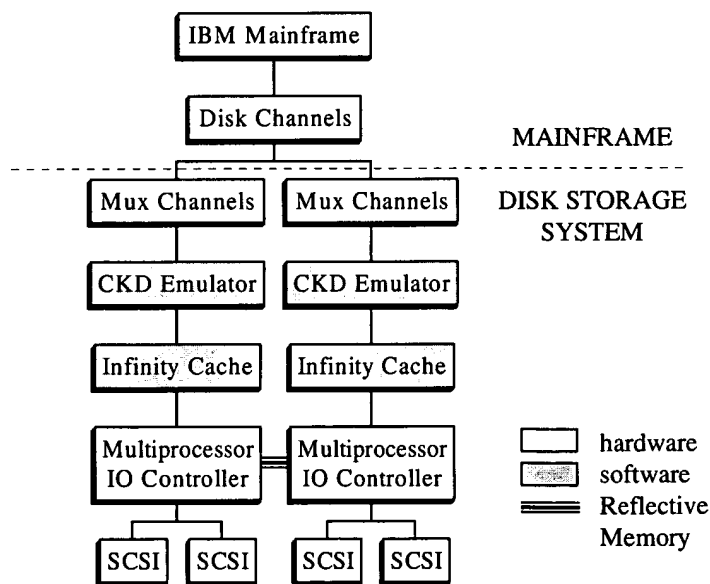 IBM Mainframe
Disk Channels
MAINFRAME
Mux Channels
Mux Channels
DISK STORAGE
SYSTEM
CKD Emulator
CKD Emulator
Infinity Cache
Infinity Cache
Multiprocessor
IO Controller
Multiprocessor
IO Controller
hardware
software
Reflective
Memory
SCSI
SCSI
SCSI
SCSI